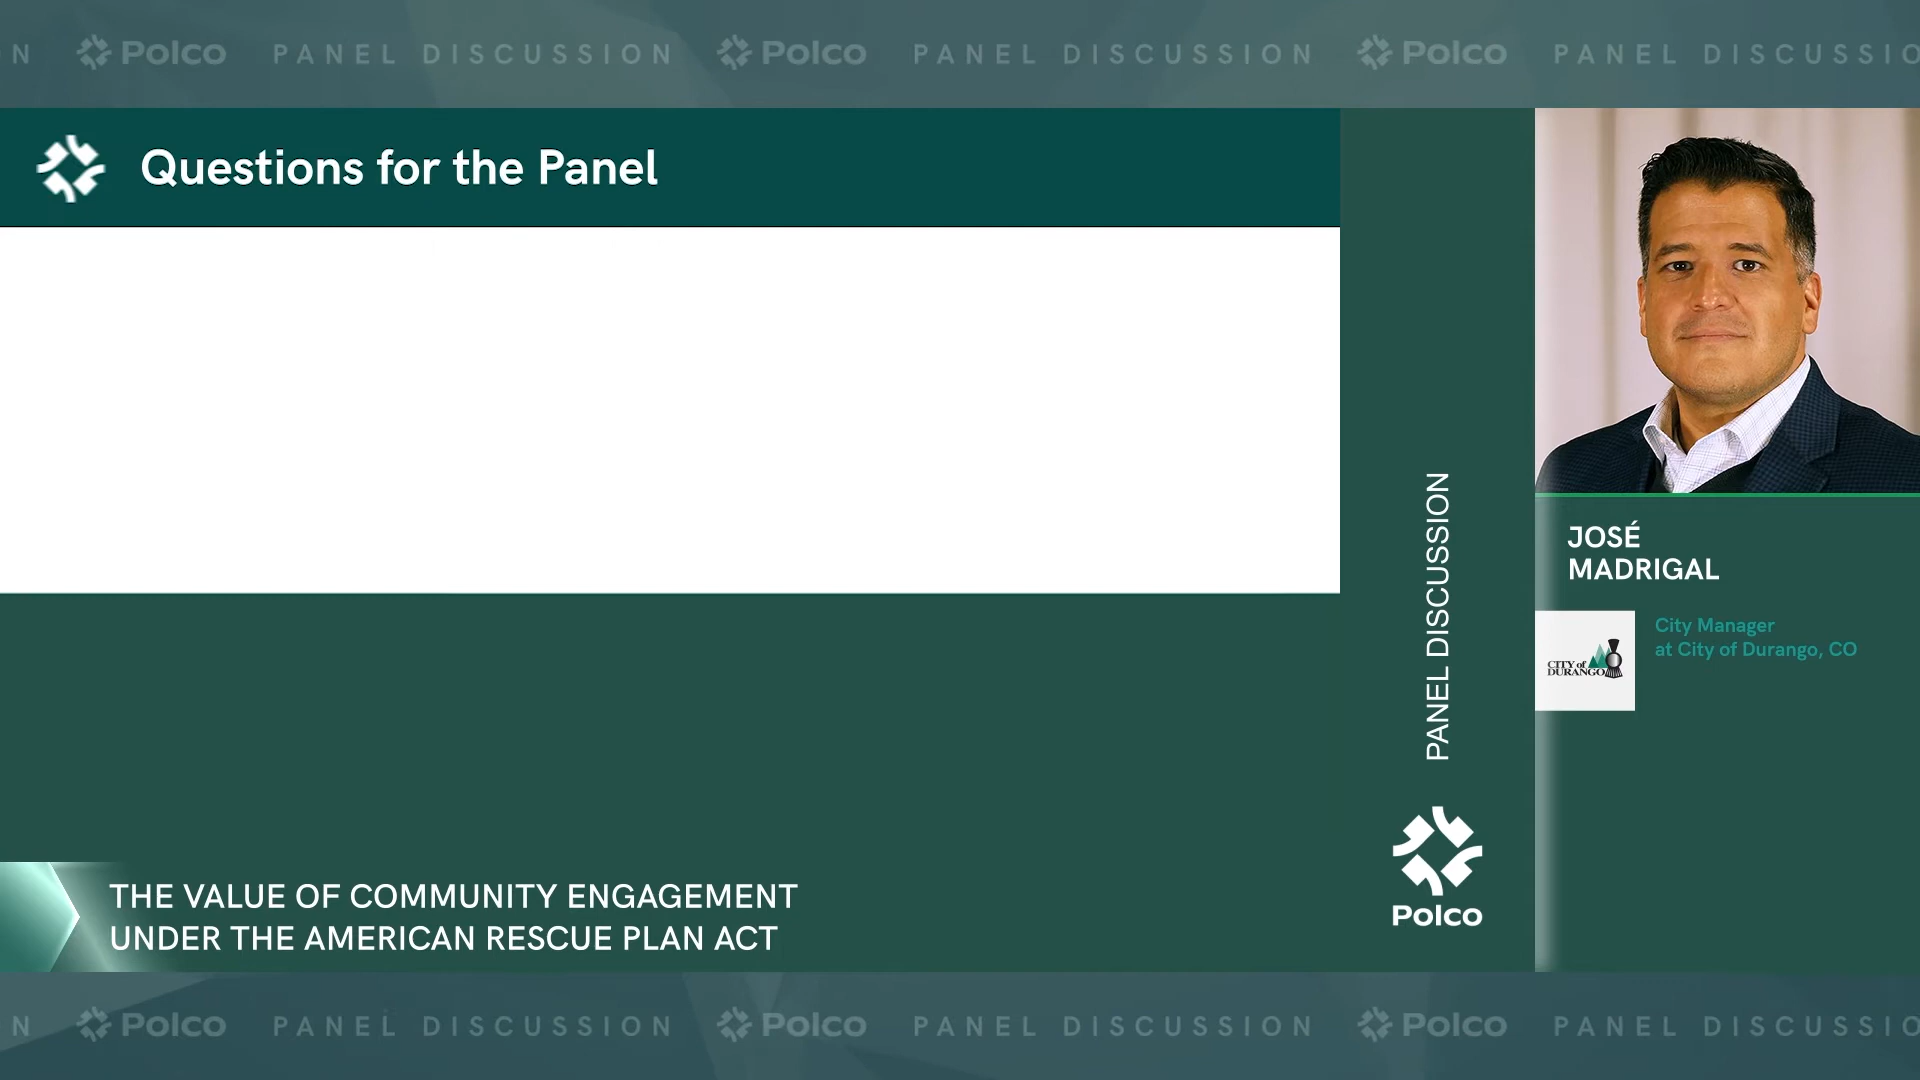 N Polco PANEL DISCUSSION Polco PANEL DISCUSSION Polco PANEL DISCUSSIO
Questions for the Panel
PANEL DISCUSSION
Polco
JOSÉ
MADRIGAL
CITY of
DURANGO
City Manager
at City of Durango, CO
THE VALUE OF COMMUNITY ENGAGEMENT
UNDER THE AMERICAN RESCUE PLAN ACT
N Polco PANEL DISCUSSION Polco PANEL DISCUSSION Polco PANEL DISCUSSIO